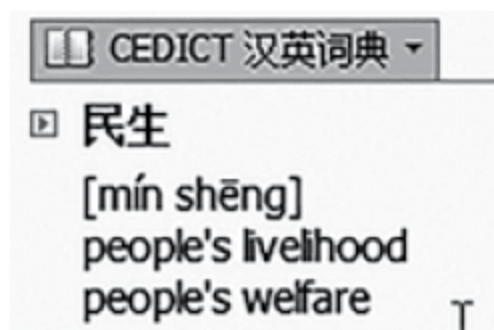 CEDICT 汉英词典
民生
[mín shēng]
people's livelihood
people's welfare